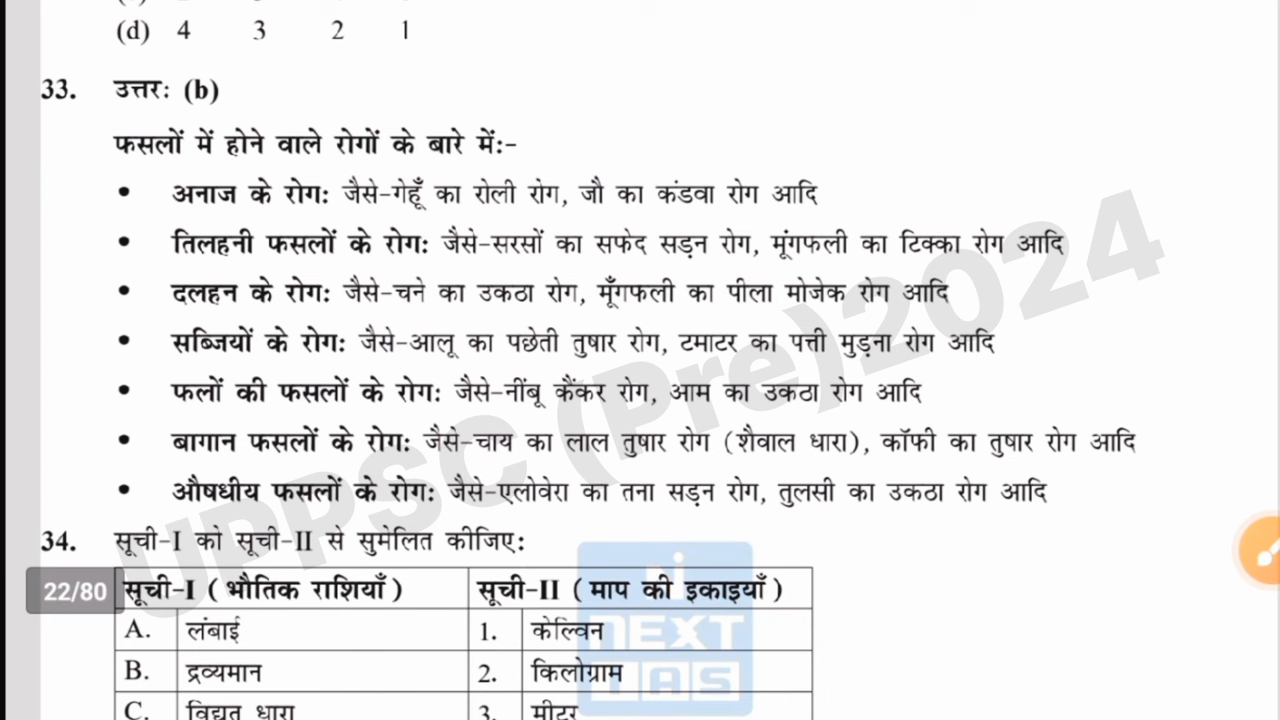 (d) 4 3 2 1
33. उत्तरः (b)
फसलों में होने वाले रोगों के बारे में:-
• अनाज के रोग: जैसे-गेहूँ का रोली रोग, जौ का कंडवा रोग आदि
• तिलहनी फसलों के रोग: जैसे-सरसों का सफेद सड़न रोग, मूंगफली का टिक्का रोग आदि
• दलहन के रोग: जैसे-चने का उकठा रोग, मूँगफली का पीला मोजेक रोग आदि
• सब्जियों के रोग: जैसे-आलू का पछेती तुषार रोग, टमाटर का पत्ती मुड़ना रोग आदि
• फलों की फसलों के रोग: जैसे-नींबू कैंकर रोग, आम का उकठा रोग आदि
• बागान फसलों के रोग: जैसे-चाय का लाल तुषार रोग (शैवाल धारा), कॉफी का तुषार रोग आदि
• औषधीय फसलों के रोग: जैसे-एलोवेरा का तना सड़न रोग, तुलसी का उकठा रोग आदि
UPPSC (Pre) 2024
34. सूची-I को सूची-II से सुमेलित कीजिए:
22/80
सूची-I ( भौतिक राशियाँ ) सूची-II ( माप की इकाइयाँ )
A. लंबाई 1. केल्विन
B. द्रव्यमान 2. किलोग्राम
C. विद्युत धारा 3. मीटर
NEXT
IAS